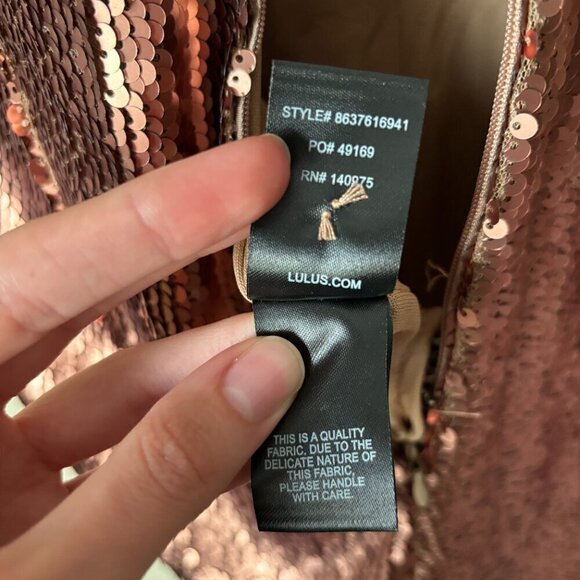 STYLE# 8637616941
PO# 49169
RN# 140975
LULUS.COM
THIS IS A QUALITY
FABRIC. DUE TO THE
DELICATE NATURE OF
THIS FABRIC,
PLEASE HANDLE
WITH CARE.